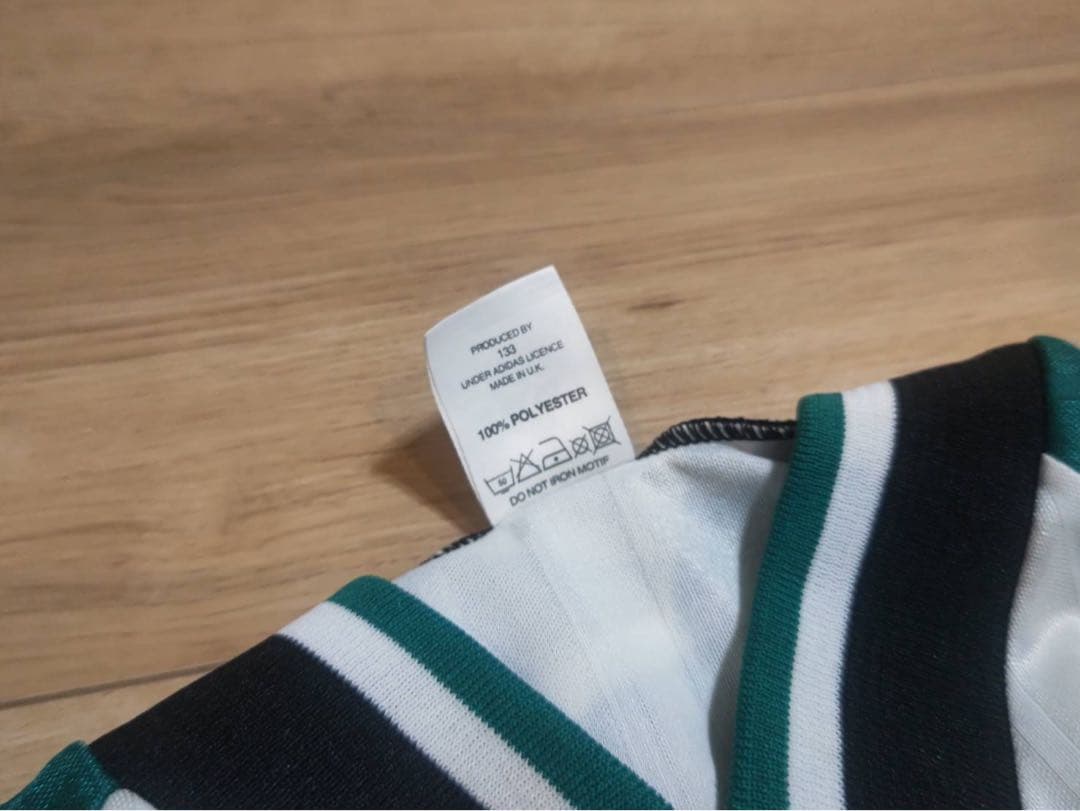 PRODUCED BY
133
UNDER ADIDAS LICENCE
MADE IN U.K.
100% POLYESTER
DO NOT IRON MOTIF